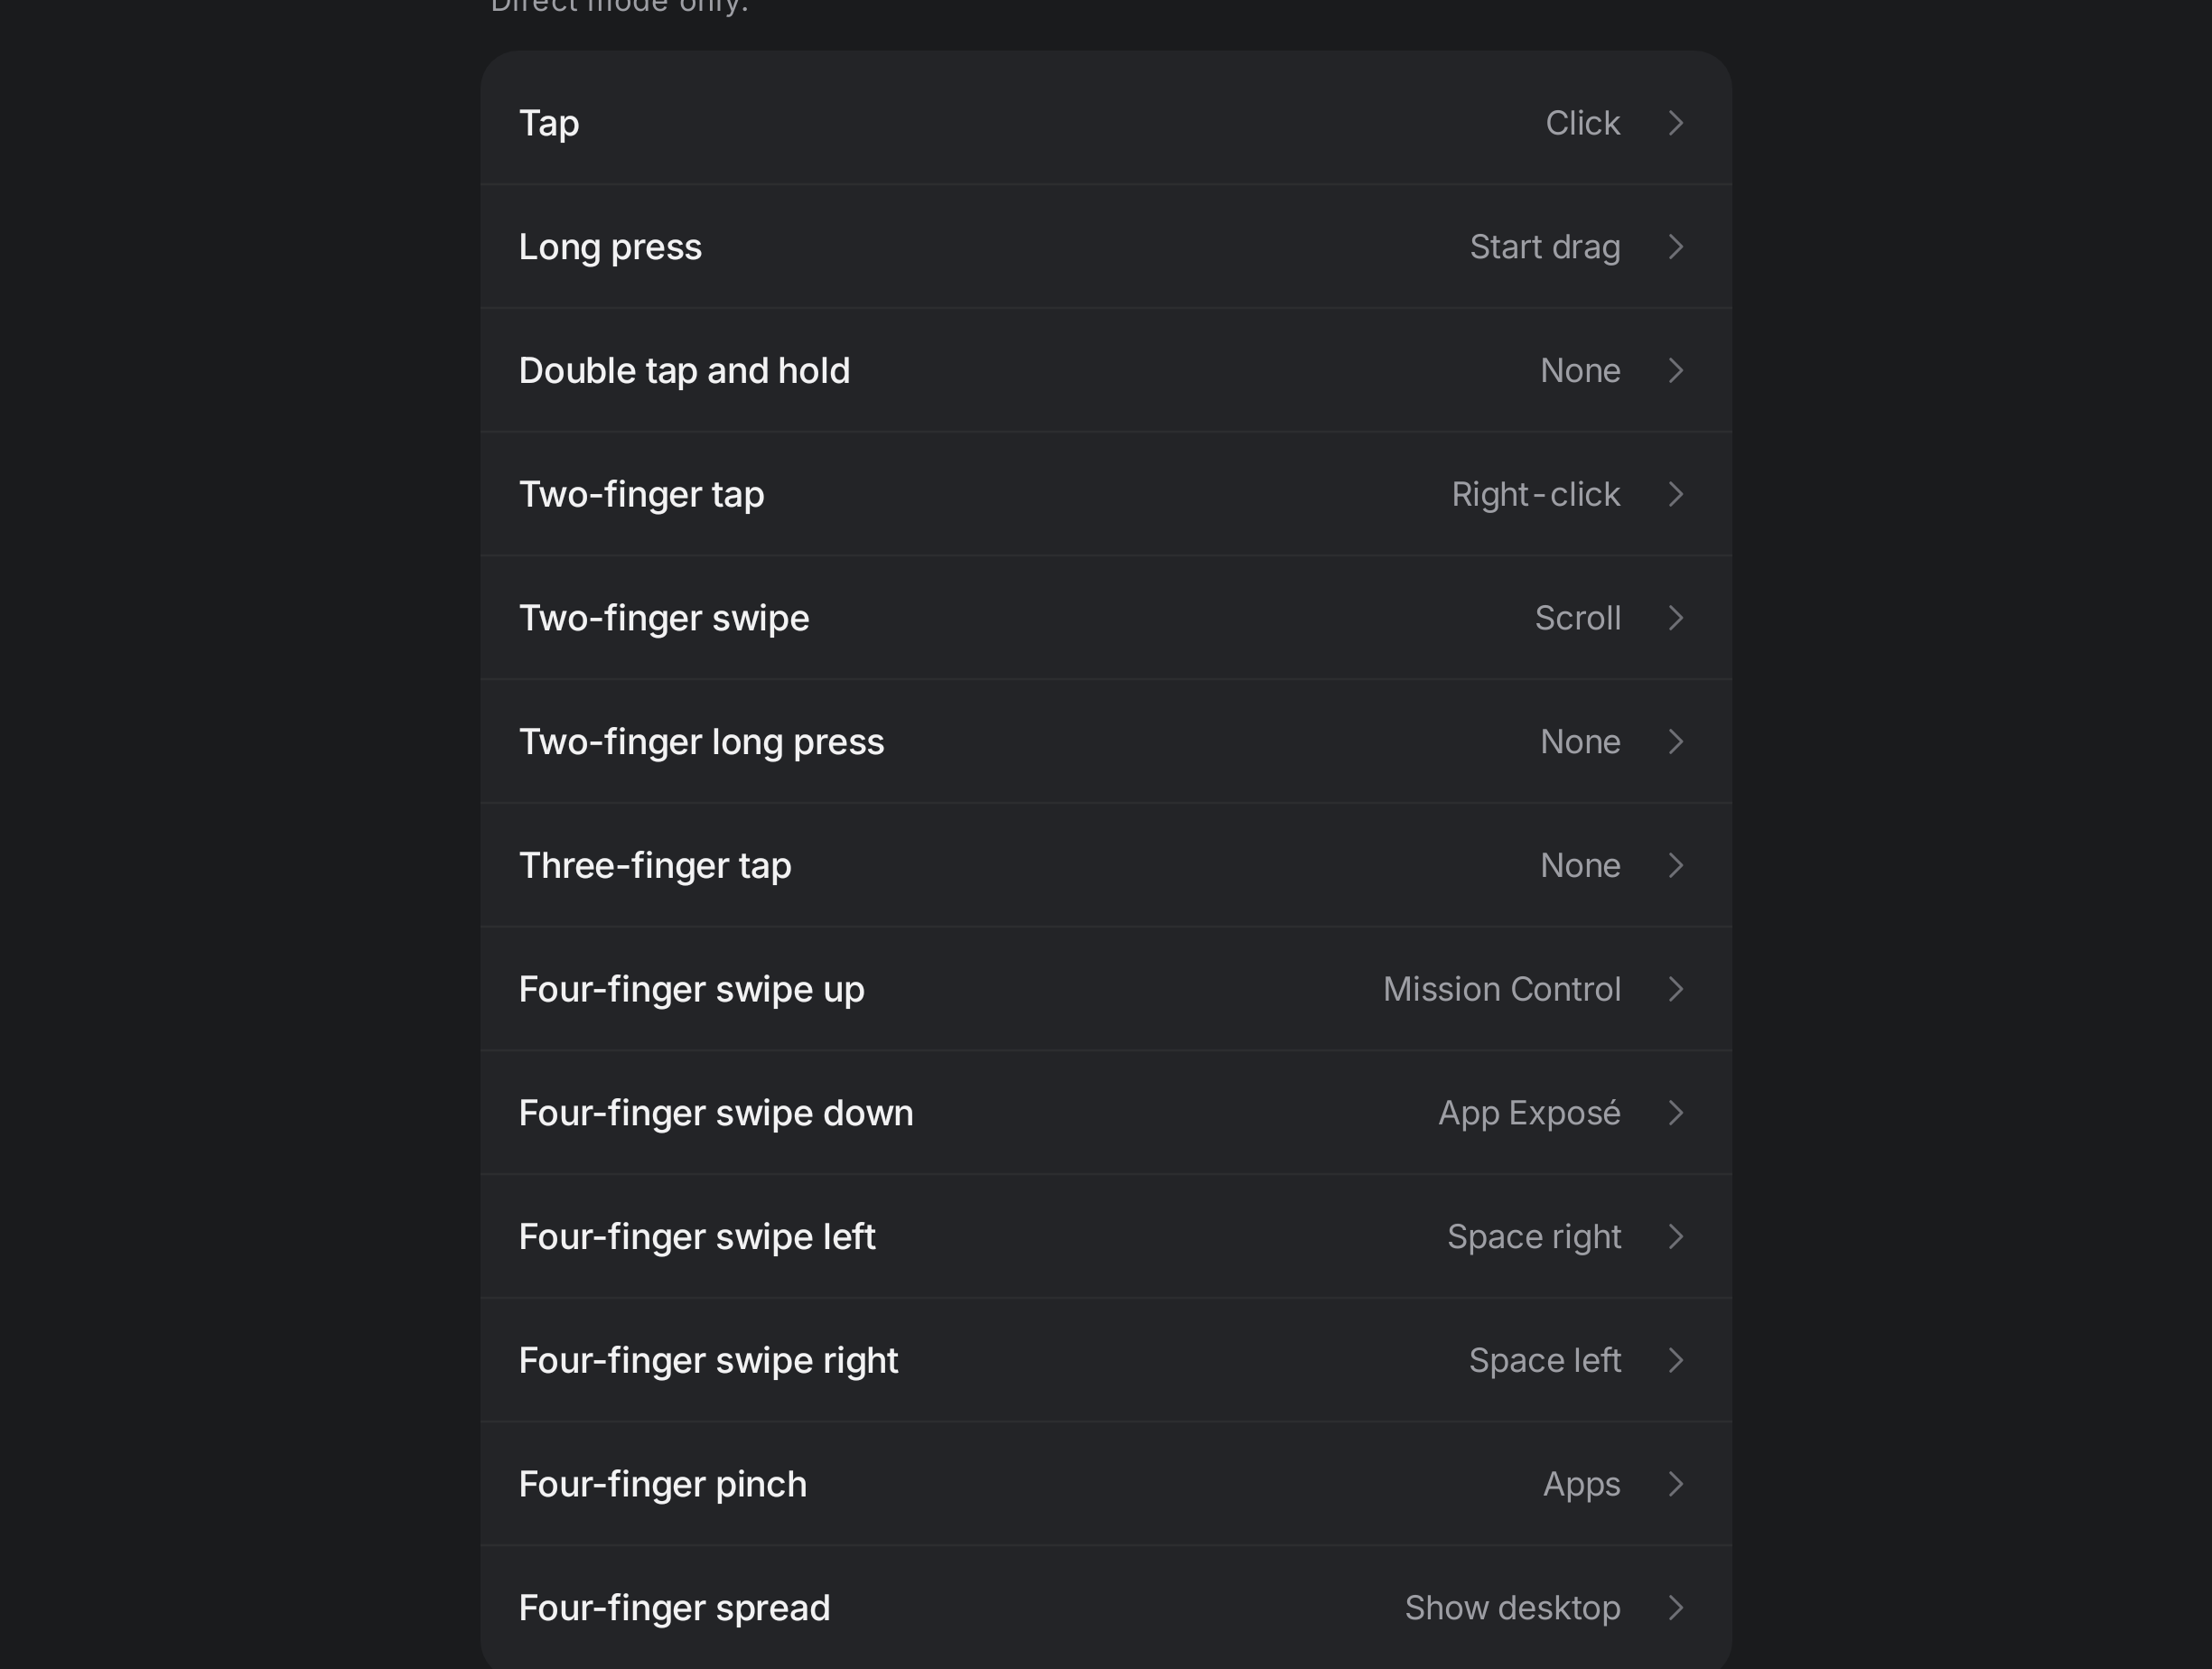 Direct mode only.
Tap Click
Long press Start drag
Double tap and hold None
Two-finger tap Right-click
Two-finger swipe Scroll
Two-finger long press None
Three-finger tap None
Four-finger swipe up Mission Control
Four-finger swipe down App Exposé
Four-finger swipe left Space right
Four-finger swipe right Space left
Four-finger pinch Apps
Four-finger spread Show desktop